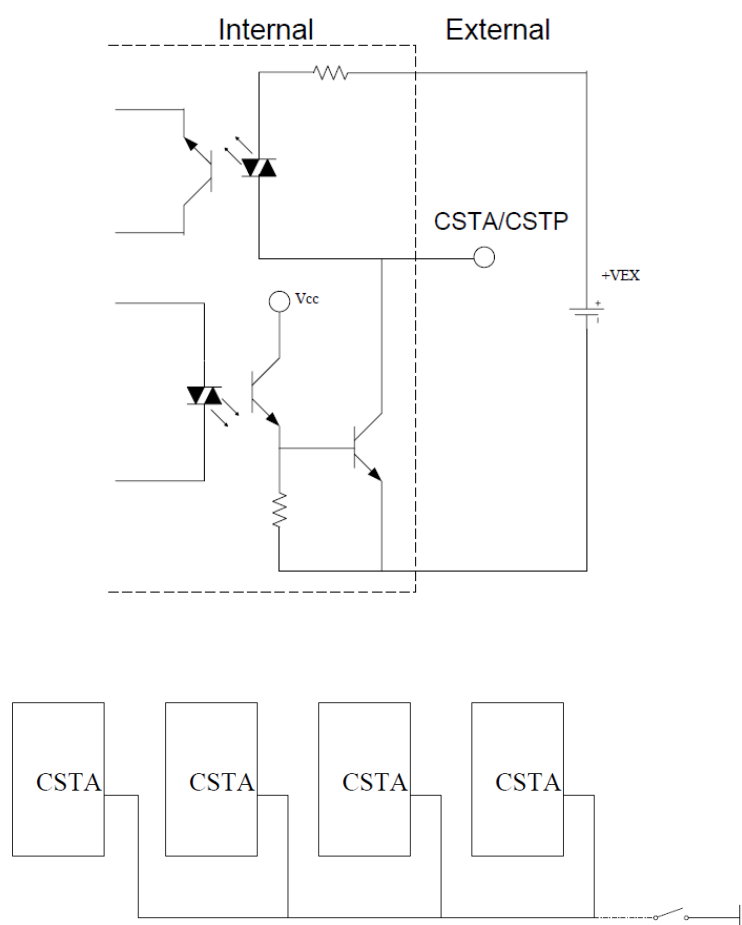 Internal External
CSTA/CSTP
+VEX
+
-
Vcc
CSTA CSTA CSTA CSTA